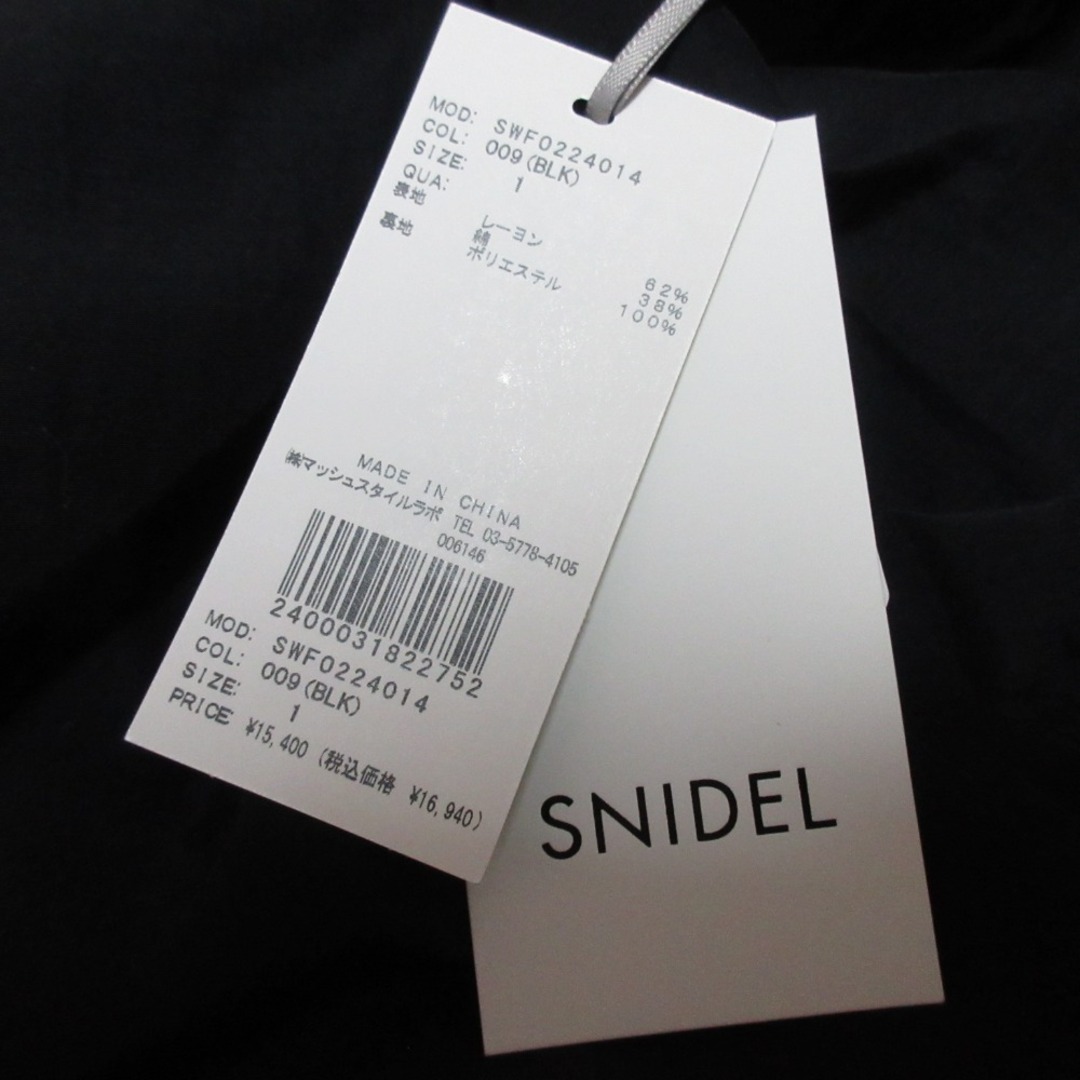 MOD: SWF0224014
COL: 009(BLK)
SIZE: 1
QUA:
表地 レーヨン 62%
綿 38%
裏地 ポリエステル 100%
MADE IN CHINA
㈱マッシュスタイルラボ TEL 03-5778-4105
006146
2400031822752
MOD: SWF0224014
COL: 009(BLK)
SIZE: 1
PRICE: ¥15,400 (税込価格 ¥16,940)
SNIDEL